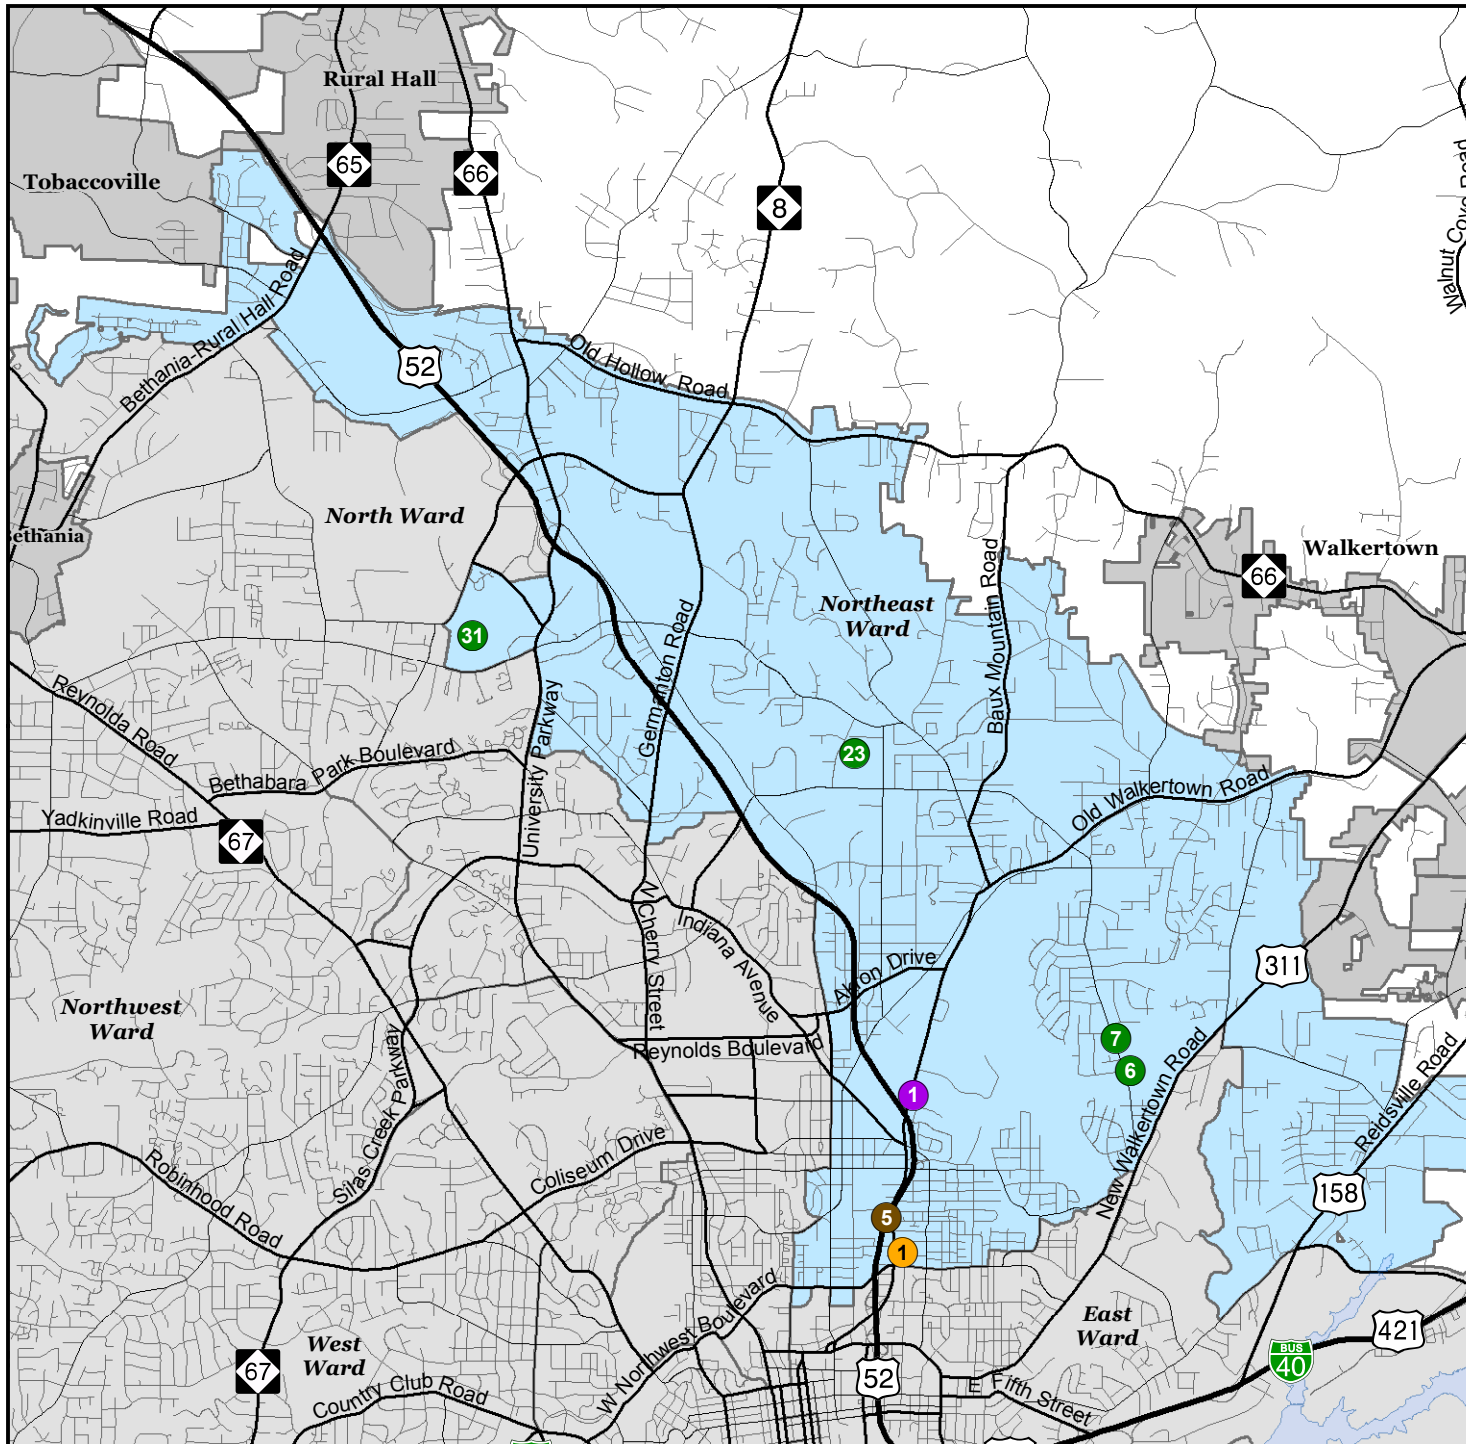 Rural Hall
65
66
Tobaccoville
8
Walnut Cove Road
Bethania-Rural Hall Road
52
Old Hollow Road
North Ward
Bethania
Walkertown
66
Northeast
Ward
31
Baux Mountain Road
Germanton Road
Reynolda Road
University Parkway
23
Bethabara Park Boulevard
Old Walkertown Road
Yadkinville Road
67
N Cherry Street
Indiana Avenue
Akron Drive
311
Northwest
Ward
7
Reynolds Boulevard
6
Silas Creek Parkway
1
New Walkertown Road
Reidsville Road
Coliseum Drive
Robinhood Road
158
5
1
W Northwest Boulevard
East
Ward
West
Ward
421
BUS
40
67
52
E Fifth Street
Country Club Road